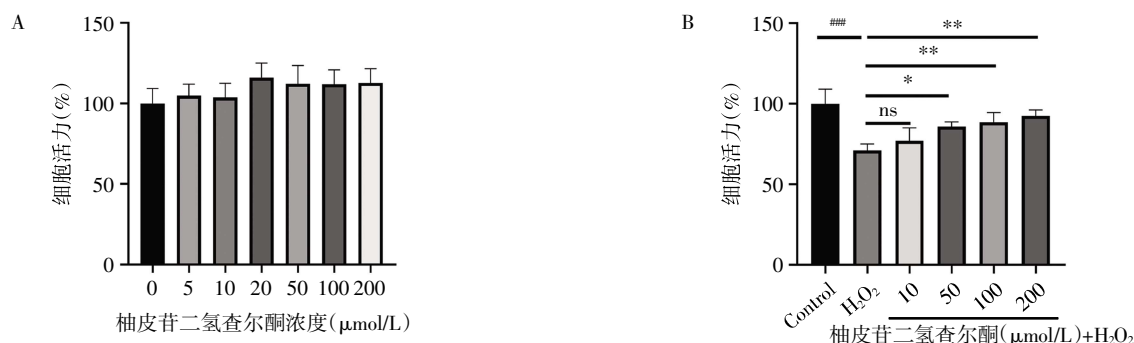 A
细胞活力(%)
150
100
50
0
0 5 10 20 50 100 200
柚皮苷二氢查尔酮浓度(μmol/L)
B
细胞活力(%)
150
100
50
0
###
**
**
*
ns
Control H₂O₂ 10 50 100 200
柚皮苷二氢查尔酮(μmol/L)+H₂O₂